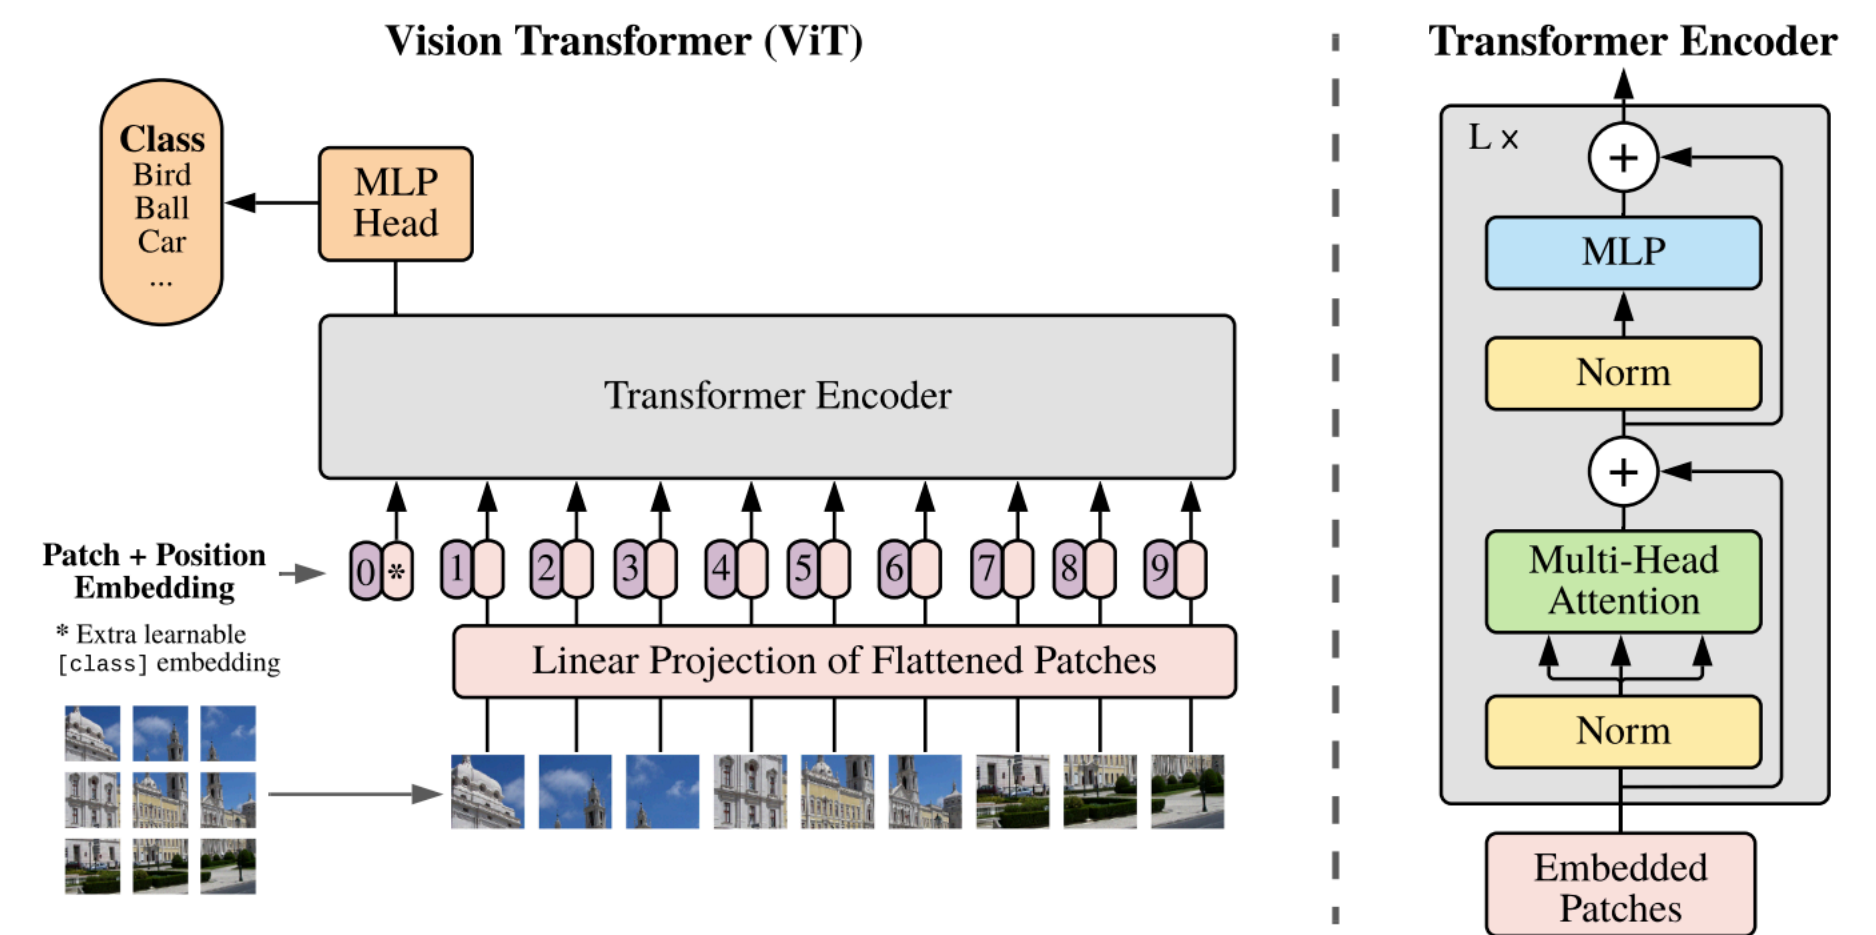 Vision Transformer (ViT)
Class
Bird
Ball
Car
...
MLP
Head
Transformer Encoder
Patch + Position
Embedding
0 * 1 2 3 4 5 6 7 8 9
* Extra learnable
[class] embedding
Linear Projection of Flattened Patches
Transformer Encoder
L x
+
MLP
Norm
+
Multi-Head
Attention
Norm
Embedded
Patches